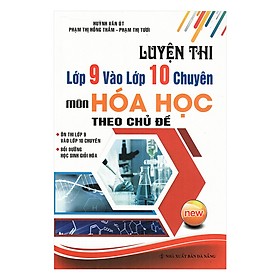 HUỲNH VĂN ÚT
PHẠM THỊ HỒNG THẮM - PHẠM THỊ TƯƠI
LUYỆN THI
Lớp 9 Vào Lớp 10 Chuyên
môn HÓA HỌC
THEO CHỦ ĐỀ
ÔN THI LỚP 9
VÀO LỚP 10 CHUYÊN
BỒI DƯỠNG
HỌC SINH GIỎI HÓA
new
NHÀ XUẤT BẢN ĐÀ NẴNG